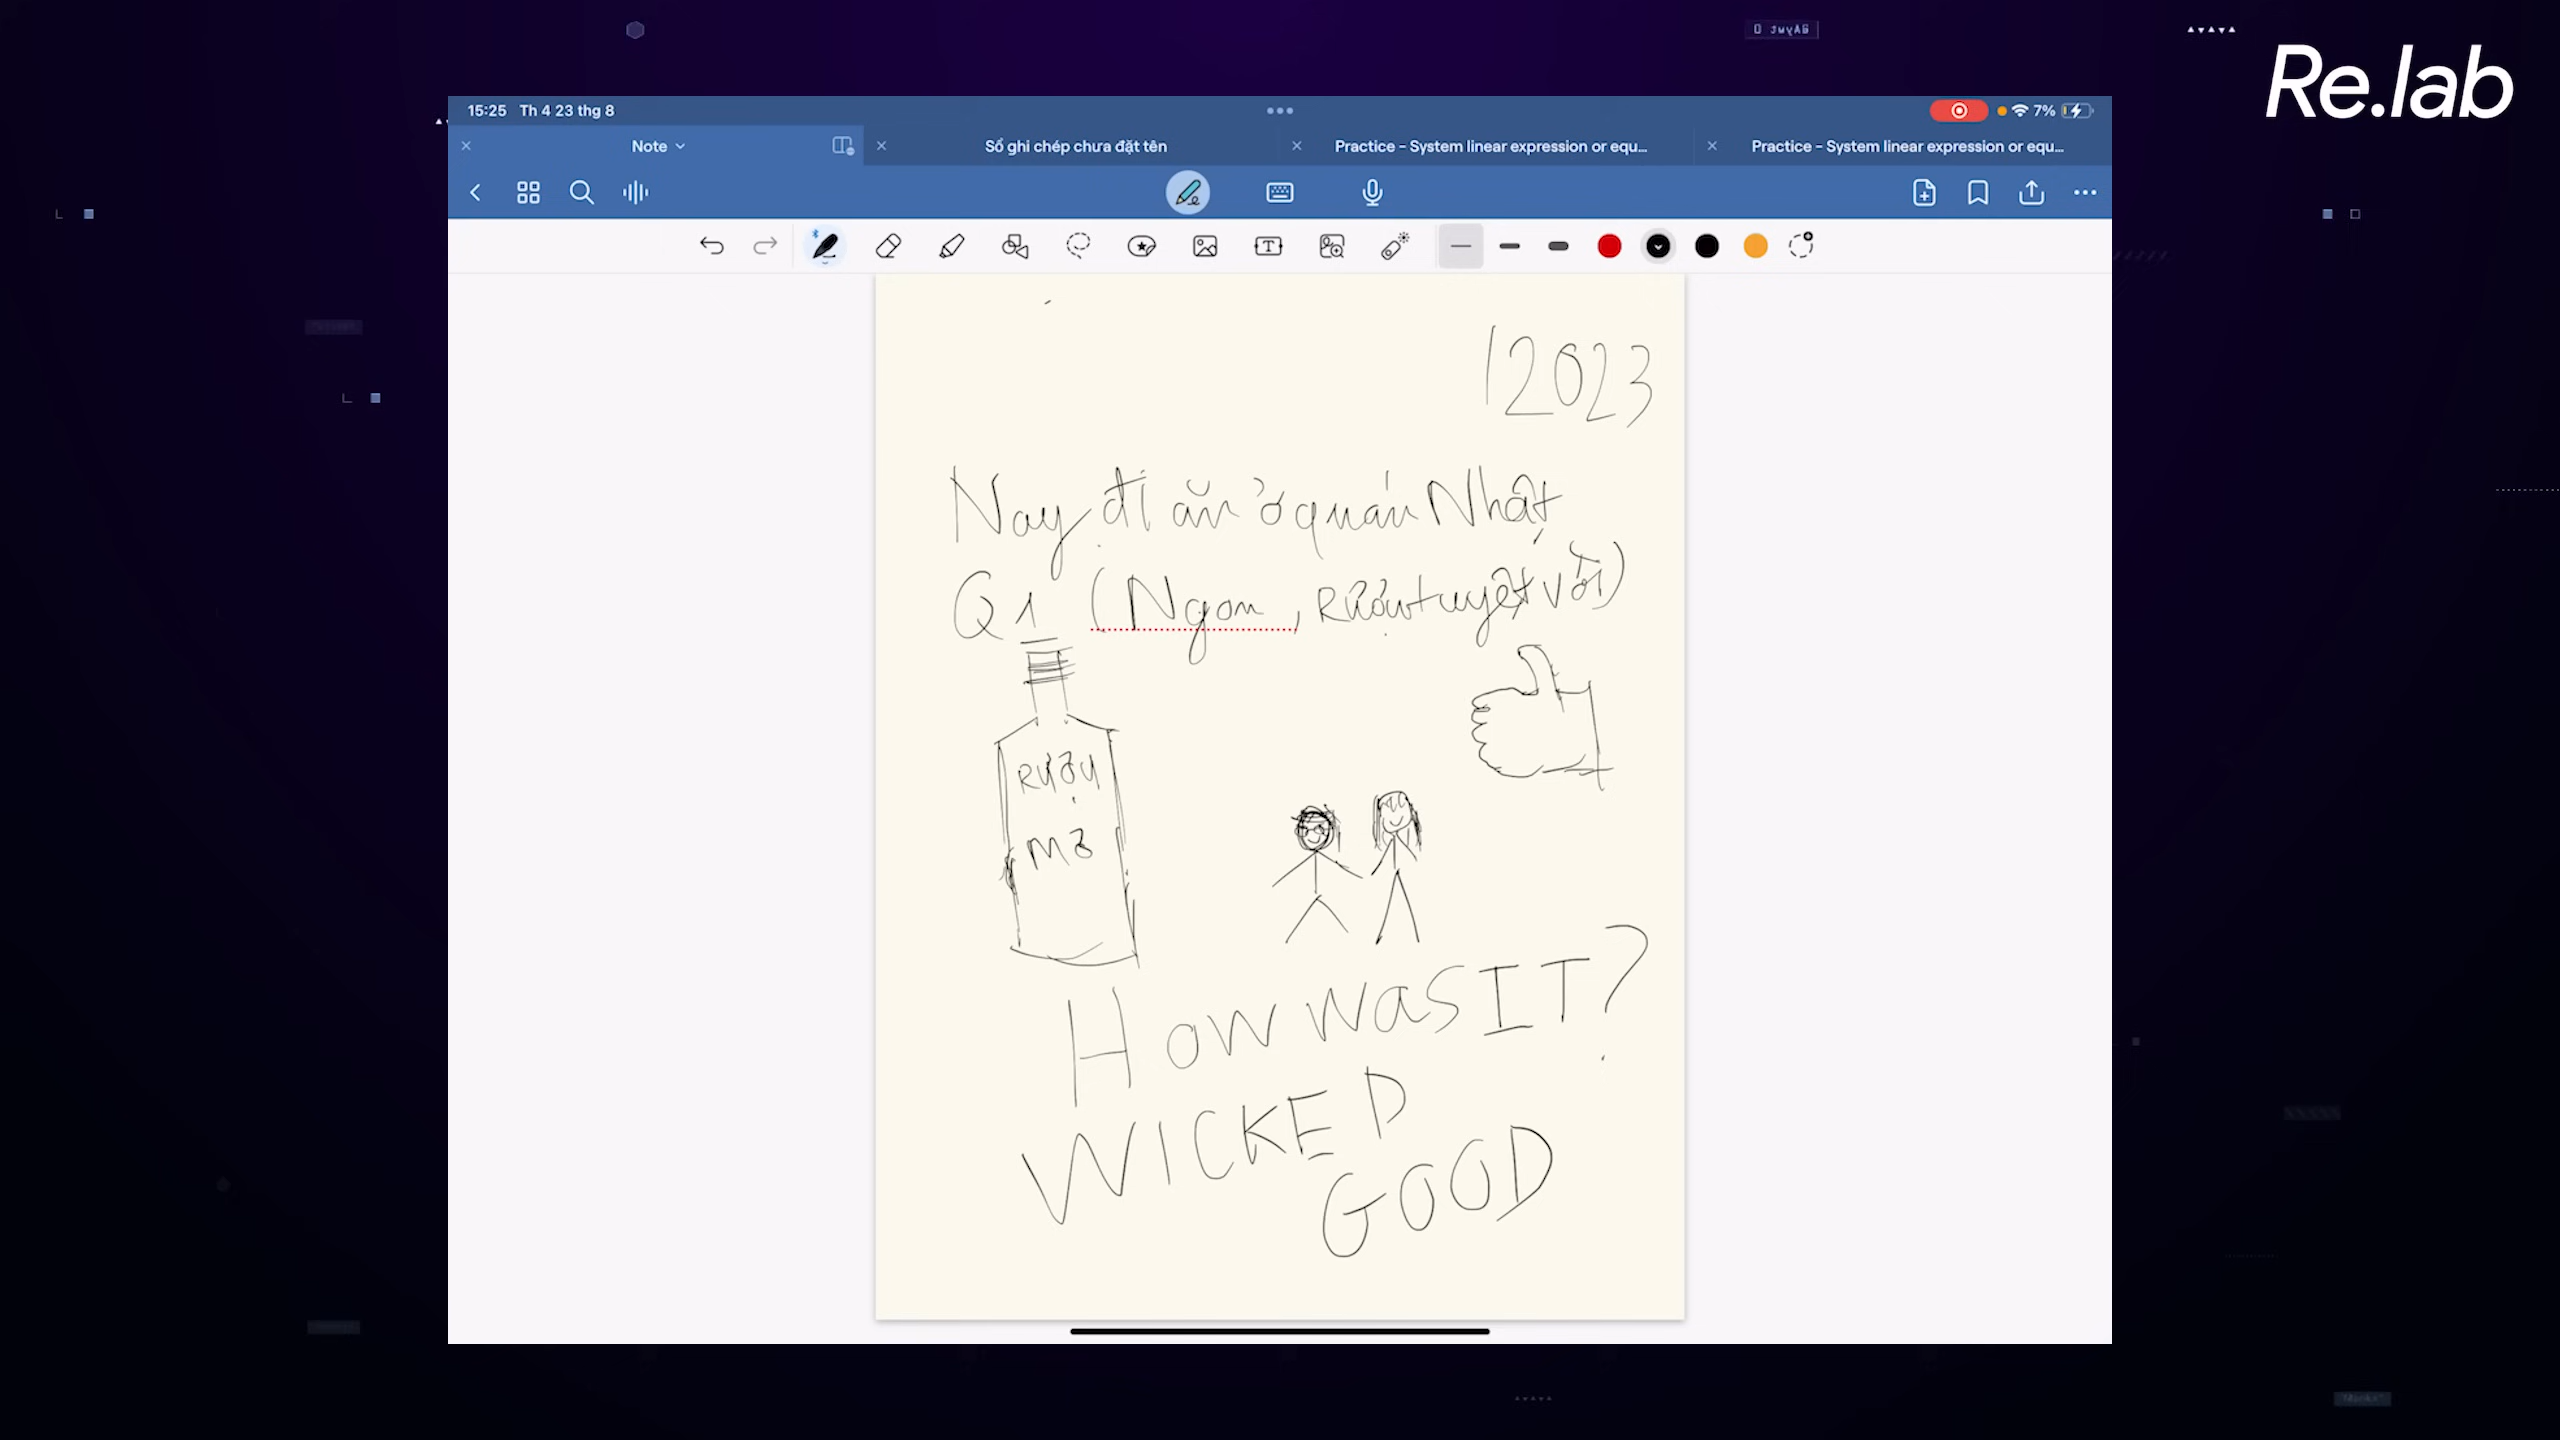 Re.lab
15:25 Th 4 23 thg 8
7%
Note
Sổ ghi chép chưa đặt tên
Practice – System linear expression or equ...
Practice – System linear expression or equ...
/2023
Nay đi ăn ở quán Nhật
Q1 (Ngon, Rượu tuyệt vời)
RƯỢU
MƠ
HOW WAS IT?
WICKED
GOOD